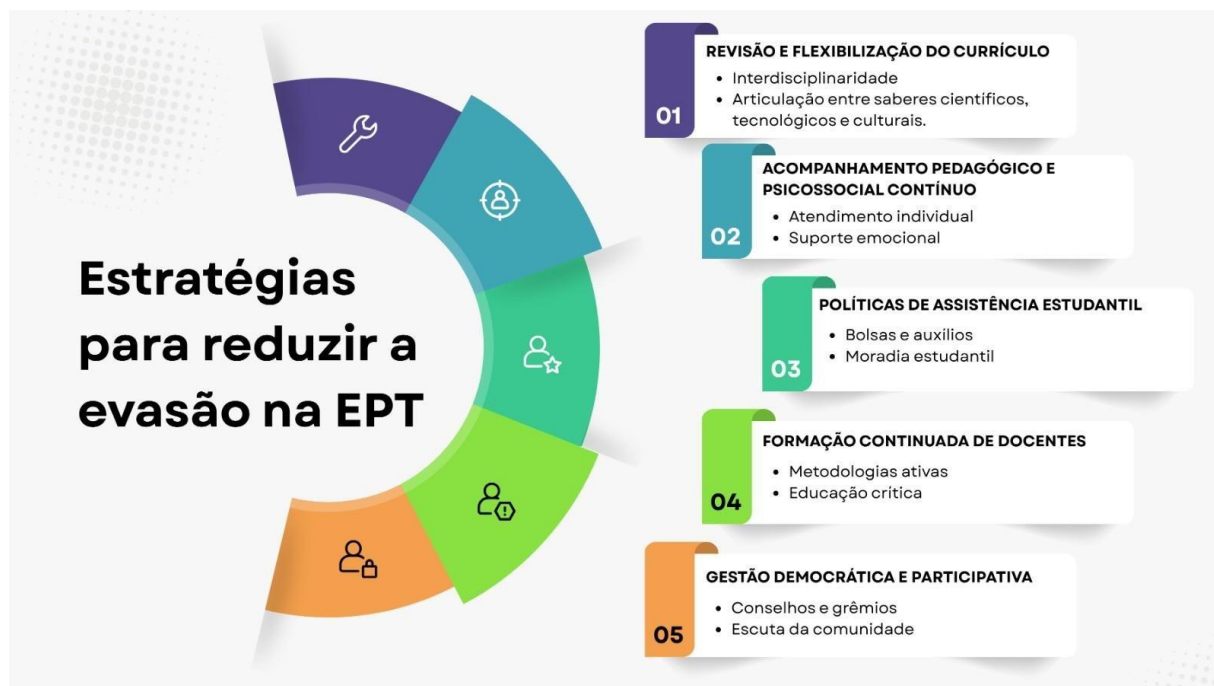 Estratégias
para reduzir a
evasão na EPT
01
REVISÃO E FLEXIBILIZAÇÃO DO CURRÍCULO
• Interdisciplinaridade
• Articulação entre saberes científicos,
tecnológicos e culturais.
02
ACOMPANHAMENTO PEDAGÓGICO E
PSICOSSOCIAL CONTÍNUO
• Atendimento individual
• Suporte emocional
03
POLÍTICAS DE ASSISTÊNCIA ESTUDANTIL
• Bolsas e auxílios
• Moradia estudantil
04
FORMAÇÃO CONTINUADA DE DOCENTES
• Metodologias ativas
• Educação critica
05
GESTÃO DEMOCRÁTICA E PARTICIPATIVA
• Conselhos e grêmios
• Escuta da comunidade